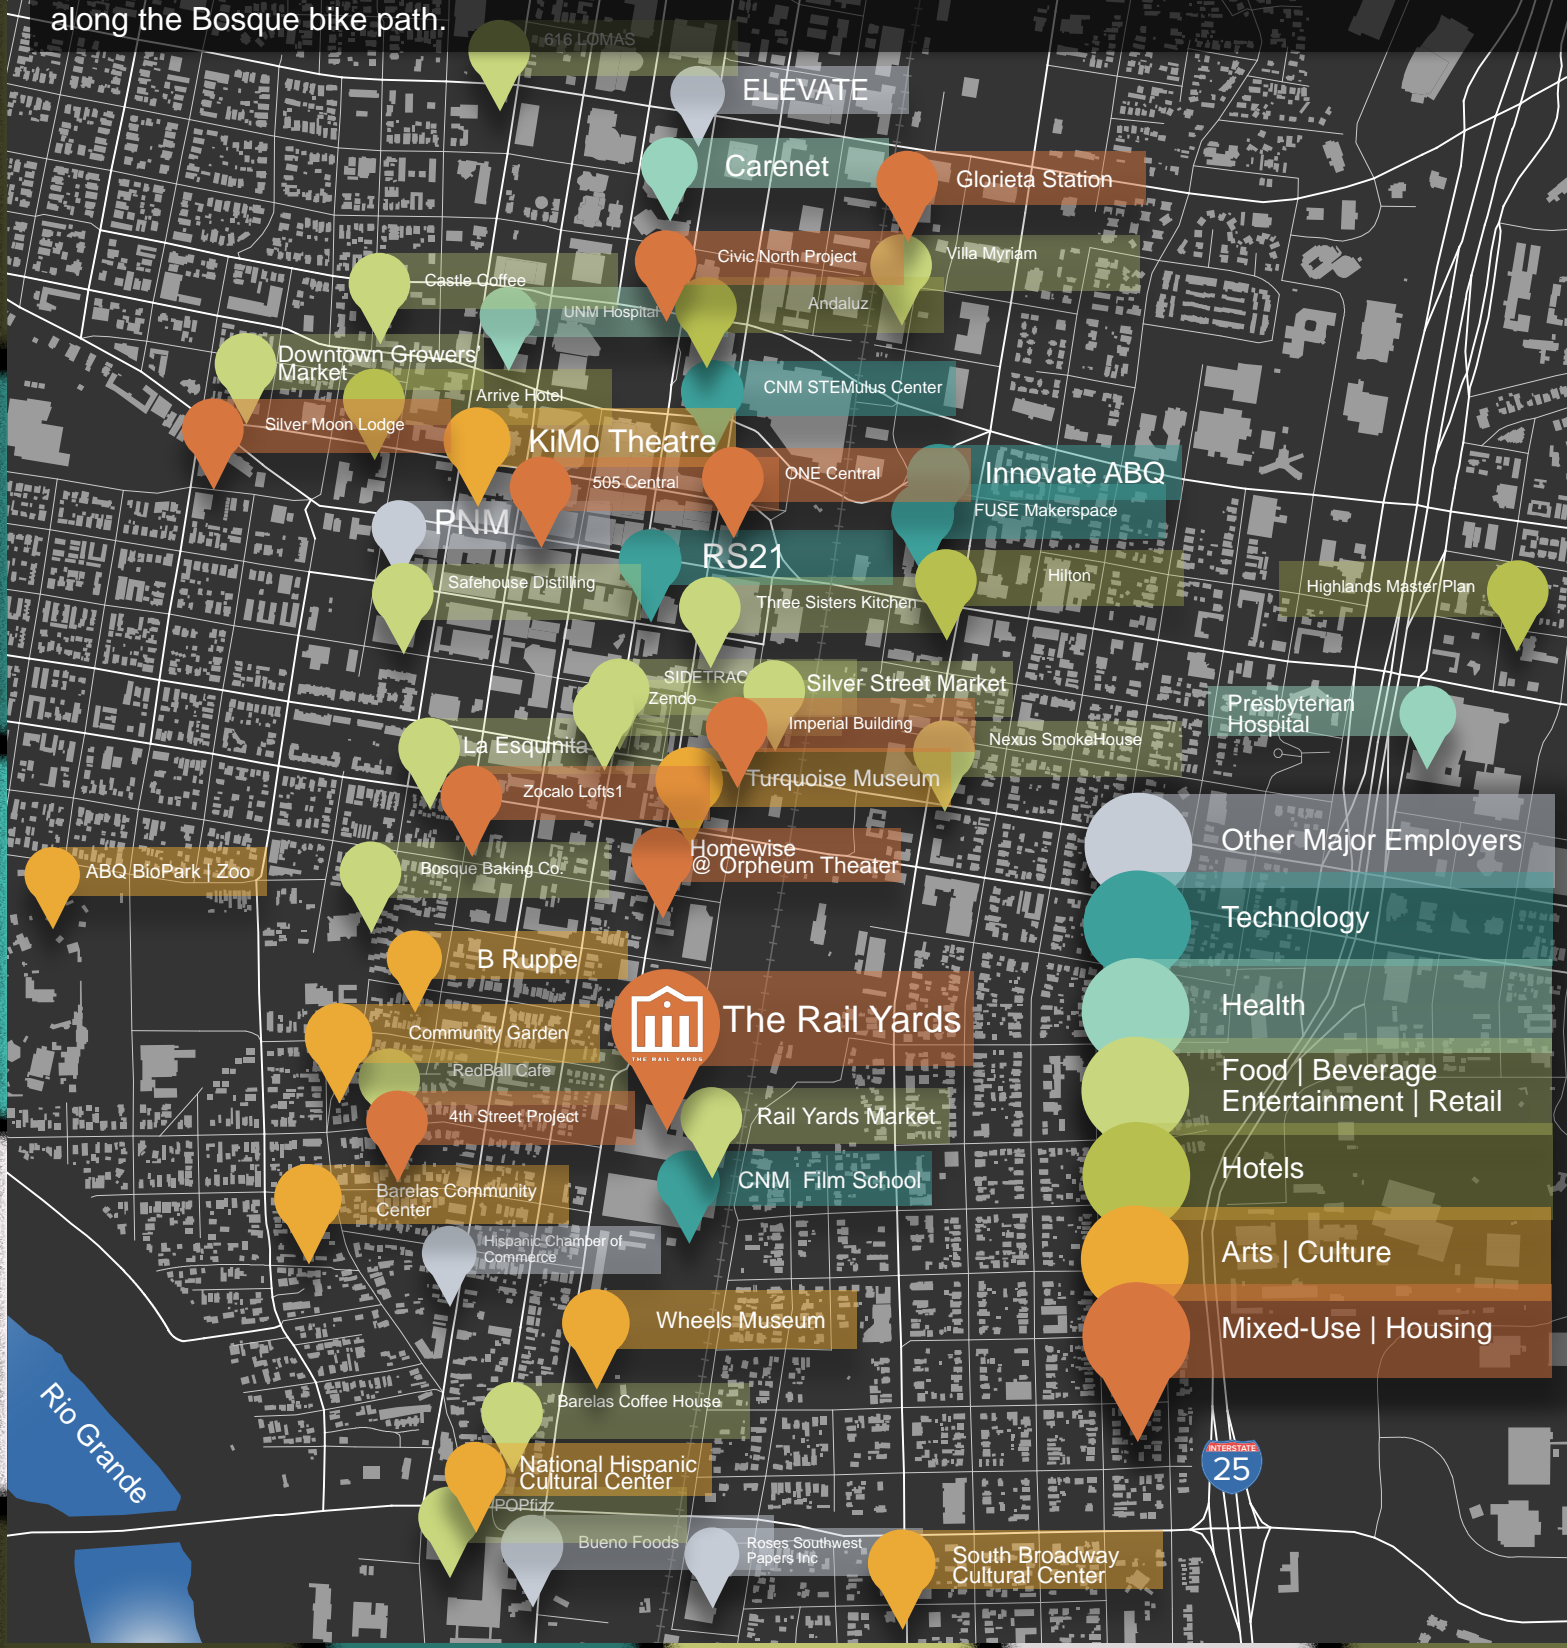 along the Bosque bike path.
616 LOMAS
ELEVATE
Carenet
Glorieta Station
Civic North Project
Villa Myriam
Castle Coffee
UNM Hospital
Andaluz
Downtown Growers'
Market
CNM STEMulus Center
Arrive Hotel
Silver Moon Lodge
KiMo Theatre
505 Central
ONE Central
Innovate ABQ
FUSE Makerspace
PNM
RS21
Safehouse Distilling
Three Sisters Kitchen
Hilton
Highlands Master Plan
SIDETRAC
Zendo
Silver Street Market
Presbyterian
Hospital
Imperial Building
Nexus SmokeHouse
La Esquinita
Turquoise Museum
Zocalo Lofts1
Homewise
@ Orpheum Theater
ABQ BioPark | Zoo
Bosque Baking Co.
B Ruppe
THE RAIL YARDS
The Rail Yards
Community Garden
RedBall Cafe
4th Street Project
Rail Yards Market
CNM Film School
Barelas Community
Center
Hispanic Chamber of
Commerce
Wheels Museum
Barelas Coffee House
National Hispanic
Cultural Center
POPfizz
Bueno Foods
Roses Southwest
Papers Inc
South Broadway
Cultural Center
Rio Grande
Other Major Employers
Technology
Health
Food | Beverage
Entertainment | Retail
Hotels
Arts | Culture
Mixed-Use | Housing
INTERSTATE
25